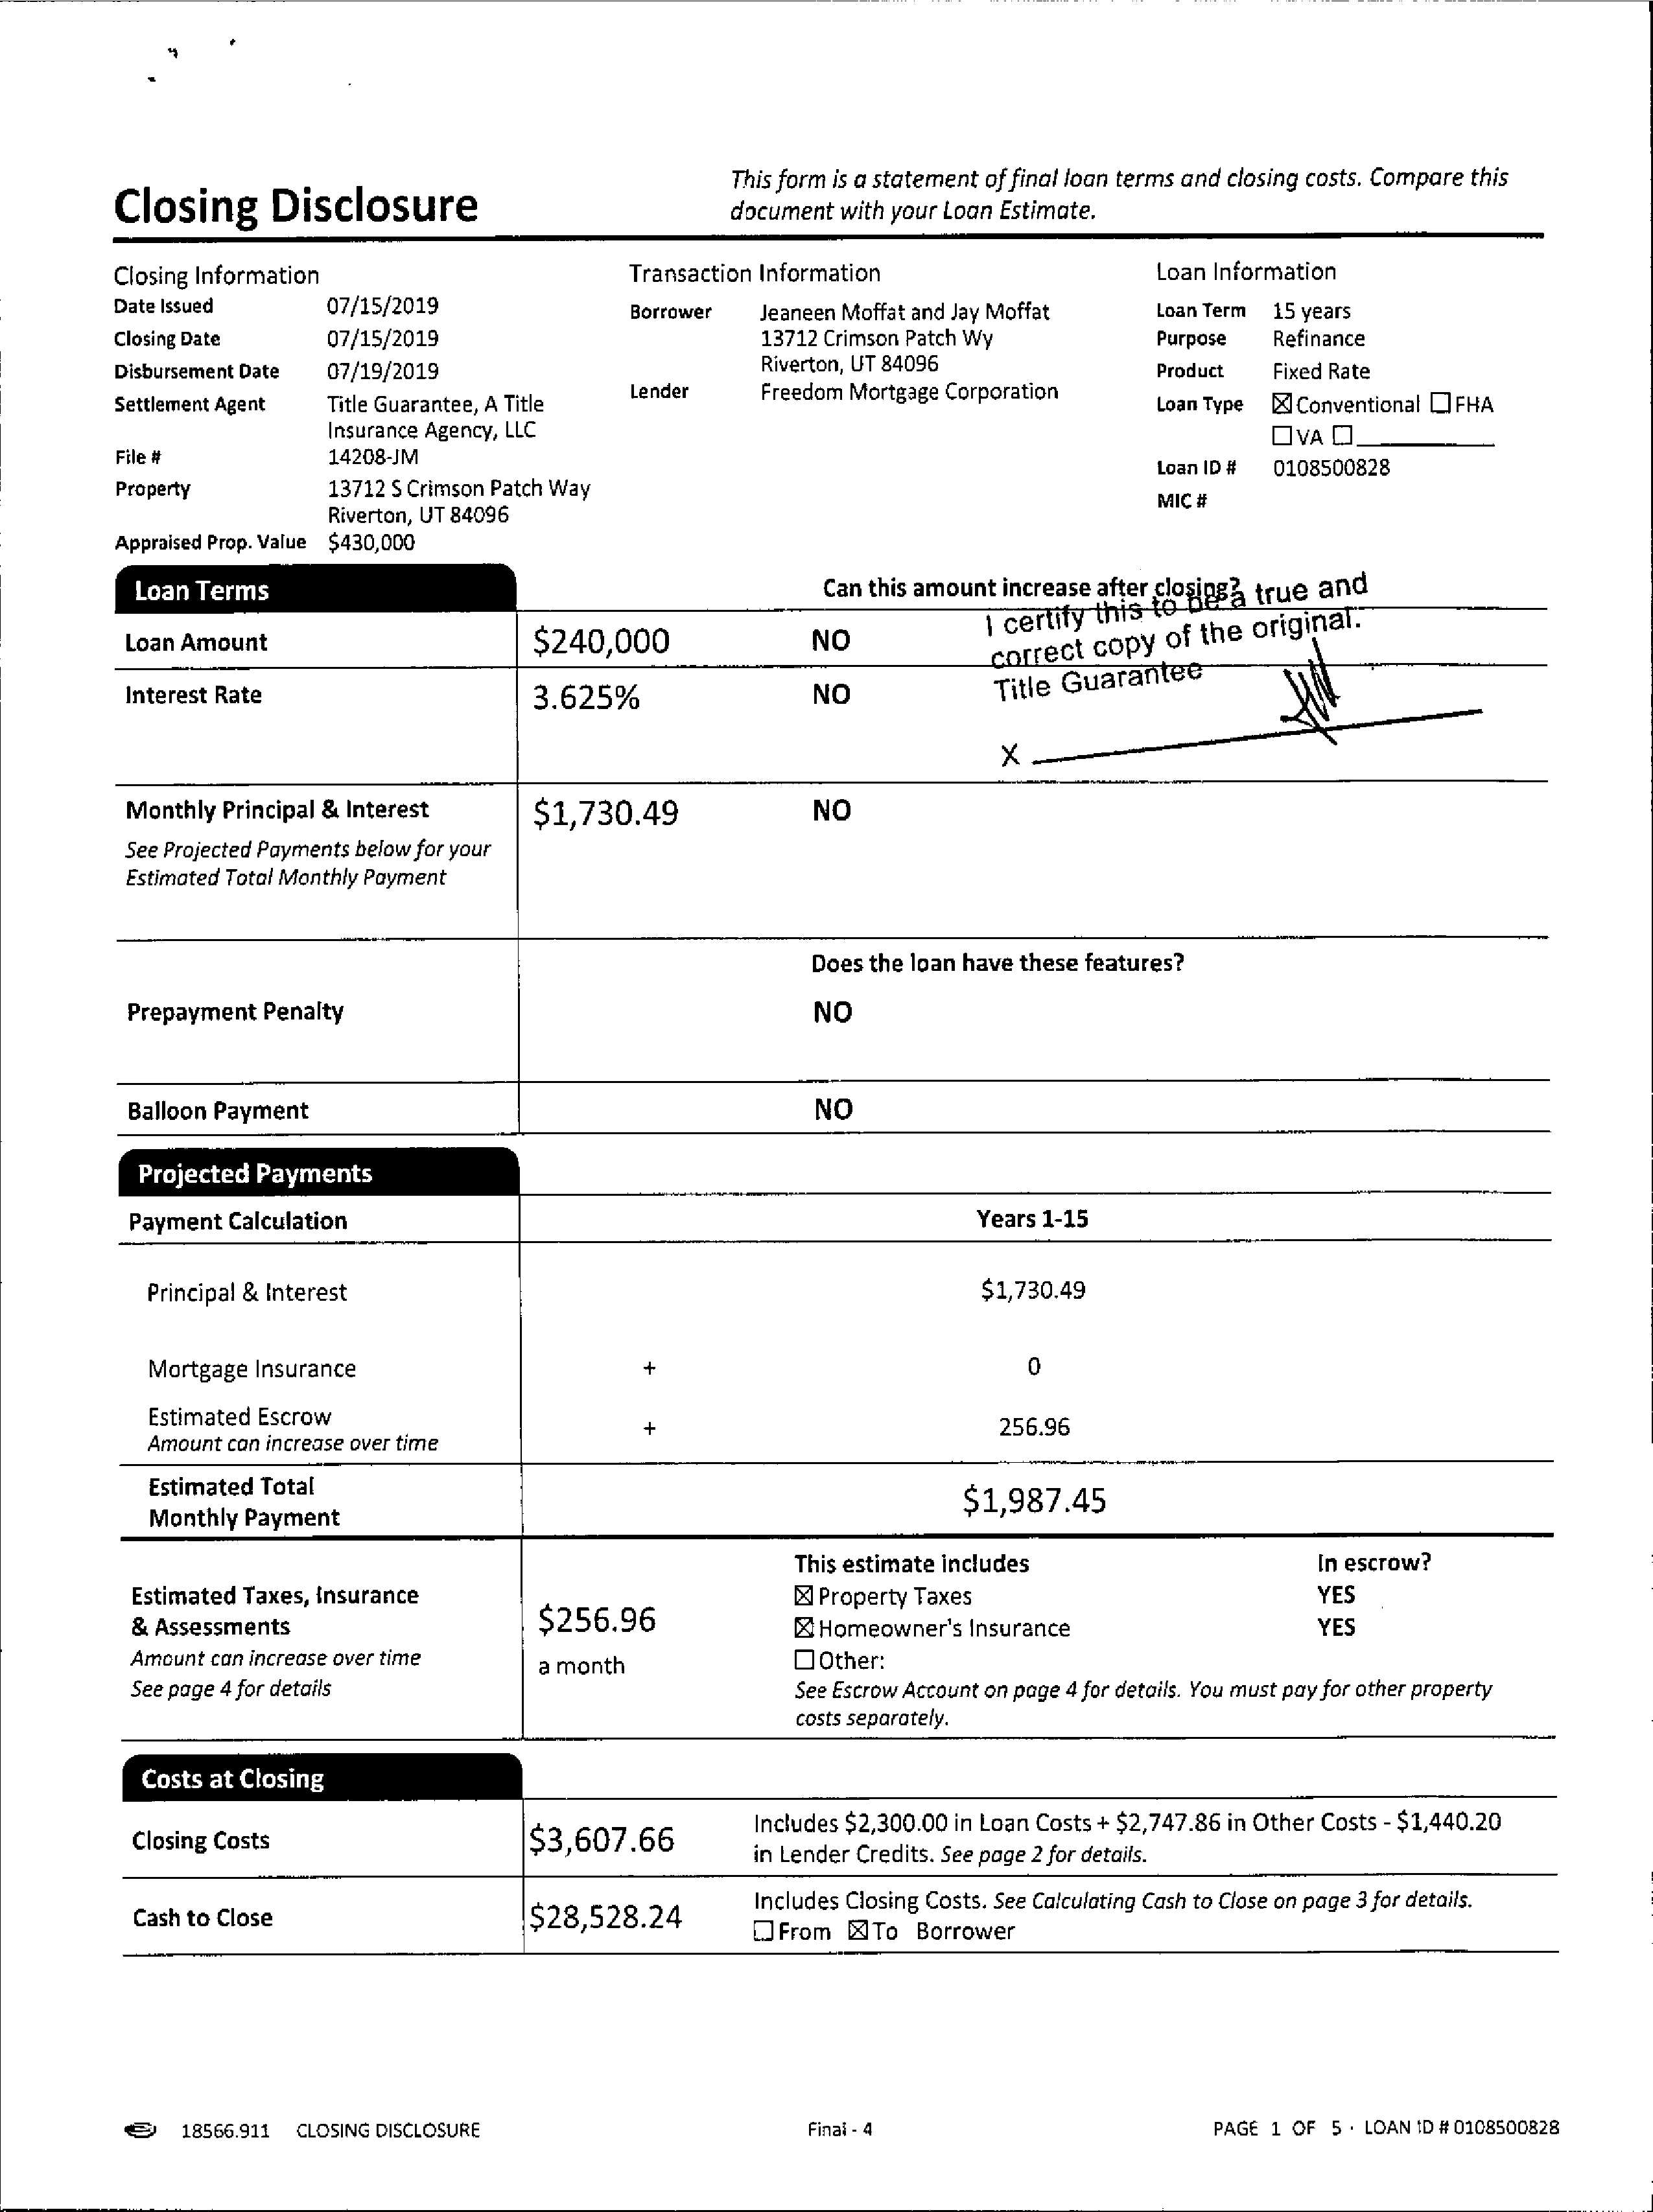 Closing Disclosure
This form is a statement of final loan terms and closing costs. Compare this
document with your Loan Estimate.
Closing Information
Date Issued 07/15/2019
Closing Date 07/15/2019
Disbursement Date 07/19/2019
Settlement Agent Title Guarantee, A Title
Insurance Agency, LLC
File # 14208-JM
Property 13712 S Crimson Patch Way
Riverton, UT 84096
Appraised Prop. Value $430,000
Transaction Information
Borrower Jeaneen Moffat and Jay Moffat
13712 Crimson Patch Wy
Riverton, UT 84096
Lender Freedom Mortgage Corporation
Loan Information
Loan Term 15 years
Purpose Refinance
Product Fixed Rate
Loan Type ☒ Conventional ☐ FHA
☐ VA ☐
Loan ID # 0108500828
MIC #
Loan Terms Can this amount increase after closing?
I certify this to be a true and
correct copy of the original.
Title Guarantee
X
Loan Amount $240,000 NO
Interest Rate 3.625% NO
Monthly Principal & Interest $1,730.49 NO
See Projected Payments below for your
Estimated Total Monthly Payment
Does the loan have these features?
Prepayment Penalty NO
Balloon Payment NO
Projected Payments
Payment Calculation Years 1-15
Principal & Interest $1,730.49
Mortgage Insurance + 0
Estimated Escrow + 256.96
Amount can increase over time
Estimated Total
Monthly Payment $1,987.45
Estimated Taxes, Insurance
& Assessments
Amount can increase over time
See page 4 for details
$256.96
a month
This estimate includes In escrow?
☒ Property Taxes YES
☒ Homeowner's Insurance YES
☐ Other:
See Escrow Account on page 4 for details. You must pay for other property
costs separately.
Costs at Closing
Closing Costs $3,607.66 Includes $2,300.00 in Loan Costs + $2,747.86 in Other Costs - $1,440.20
in Lender Credits. See page 2 for details.
Cash to Close $28,528.24 Includes Closing Costs. See Calculating Cash to Close on page 3 for details.
☐ From ☒ To Borrower
18566.911 CLOSING DISCLOSURE Final - 4 PAGE 1 OF 5 · LOAN ID # 0108500828